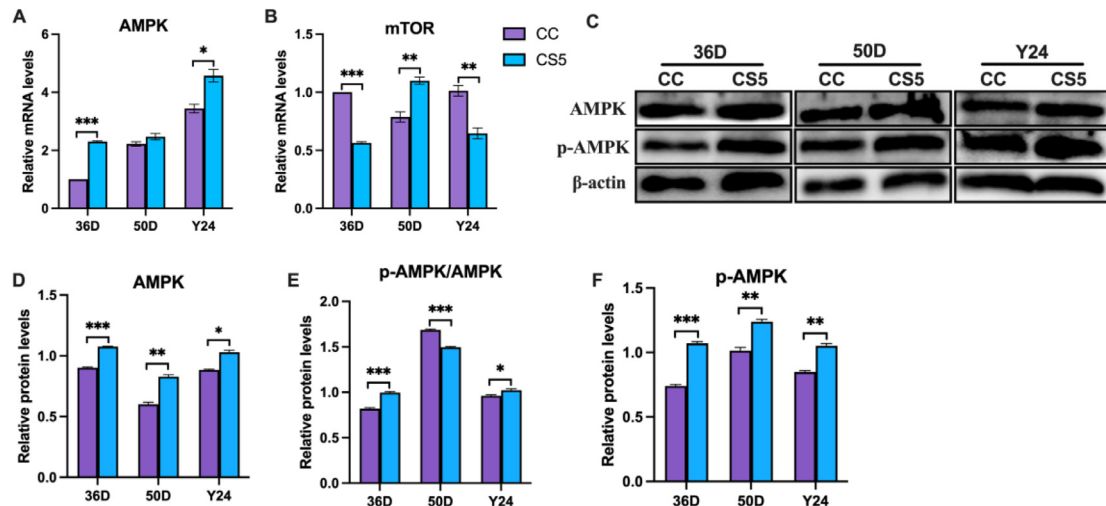 A
AMPK
Relative mRNA levels
6
4
2
0
***
*
36D
50D
Y24
B
mTOR
Relative mRNA levels
1.5
1.0
0.5
0.0
***
**
**
36D
50D
Y24
CC
CS5
C
36D
50D
Y24
CC
CS5
CC
CS5
CC
CS5
AMPK
p-AMPK
β-actin
D
AMPK
Relative protein levels
1.5
1.0
0.5
0.0
***
**
*
36D
50D
Y24
E
p-AMPK/AMPK
Relative protein levels
2.0
1.5
1.0
0.5
0.0
***
***
*
36D
50D
Y24
F
p-AMPK
Relative protein levels
1.5
1.0
0.5
0.0
***
**
**
36D
50D
Y24